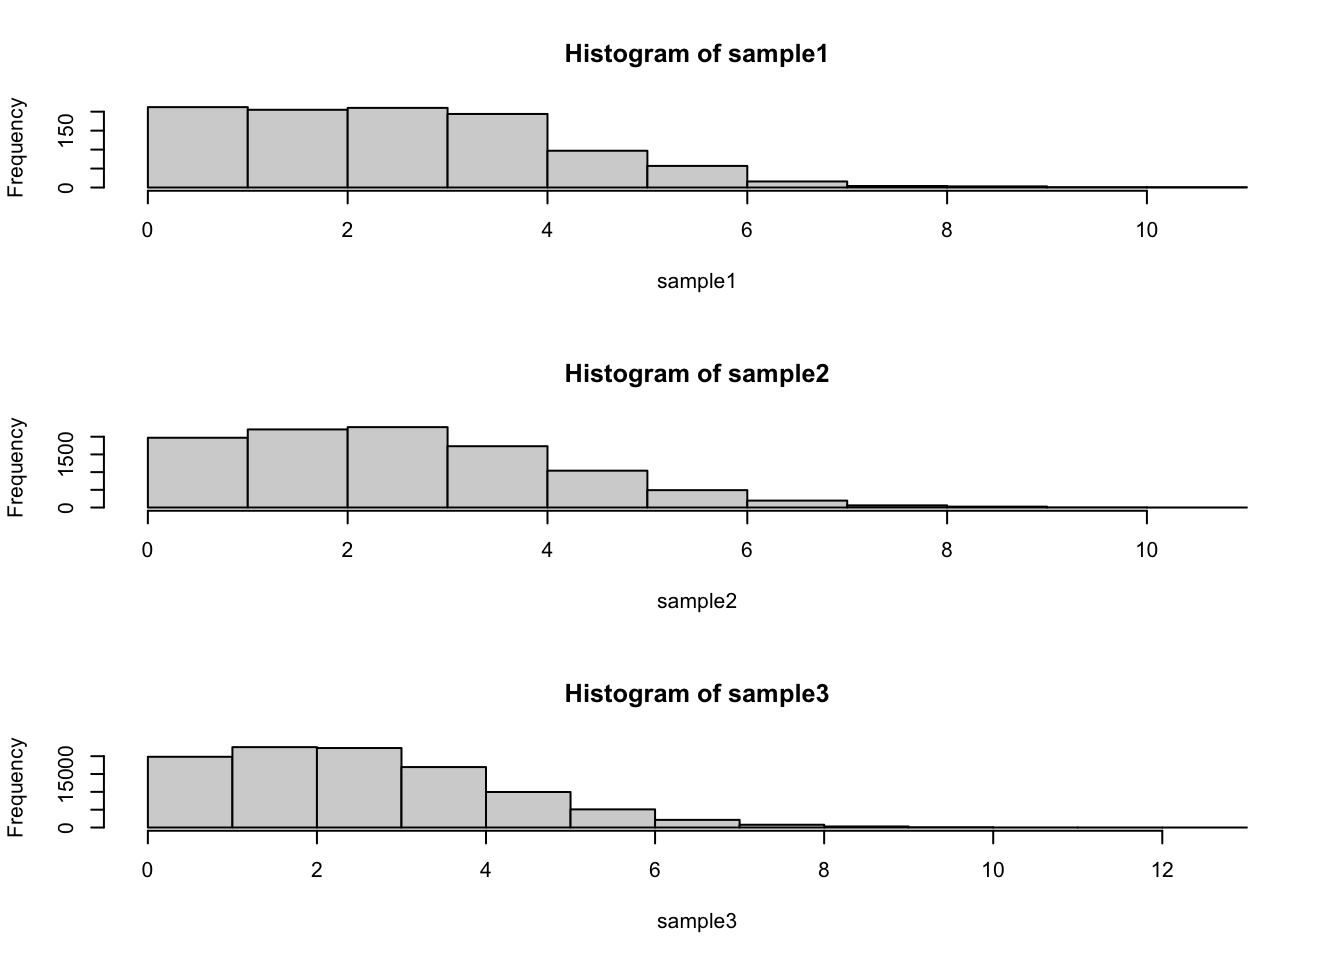 Histogram of sample1
Frequency
150
0
0 2 4 6 8 10
sample1
Histogram of sample2
Frequency
1500
0
0 2 4 6 8 10
sample2
Histogram of sample3
Frequency
15000
0
0 2 4 6 8 10 12
sample3